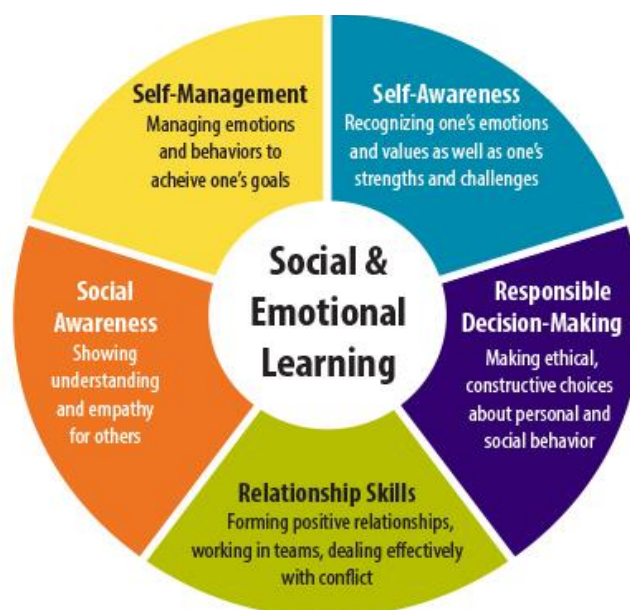 Self-Management
Managing emotions
and behaviors to
acheive one's goals
Self-Awareness
Recognizing one's emotions
and values as well as one's
strengths and challenges
Social &
Emotional
Learning
Social
Awareness
Showing
understanding
and empathy
for others
Responsible
Decision-Making
Making ethical,
constructive choices
about personal and
social behavior
Relationship Skills
Forming positive relationships,
working in teams, dealing effectively
with conflict